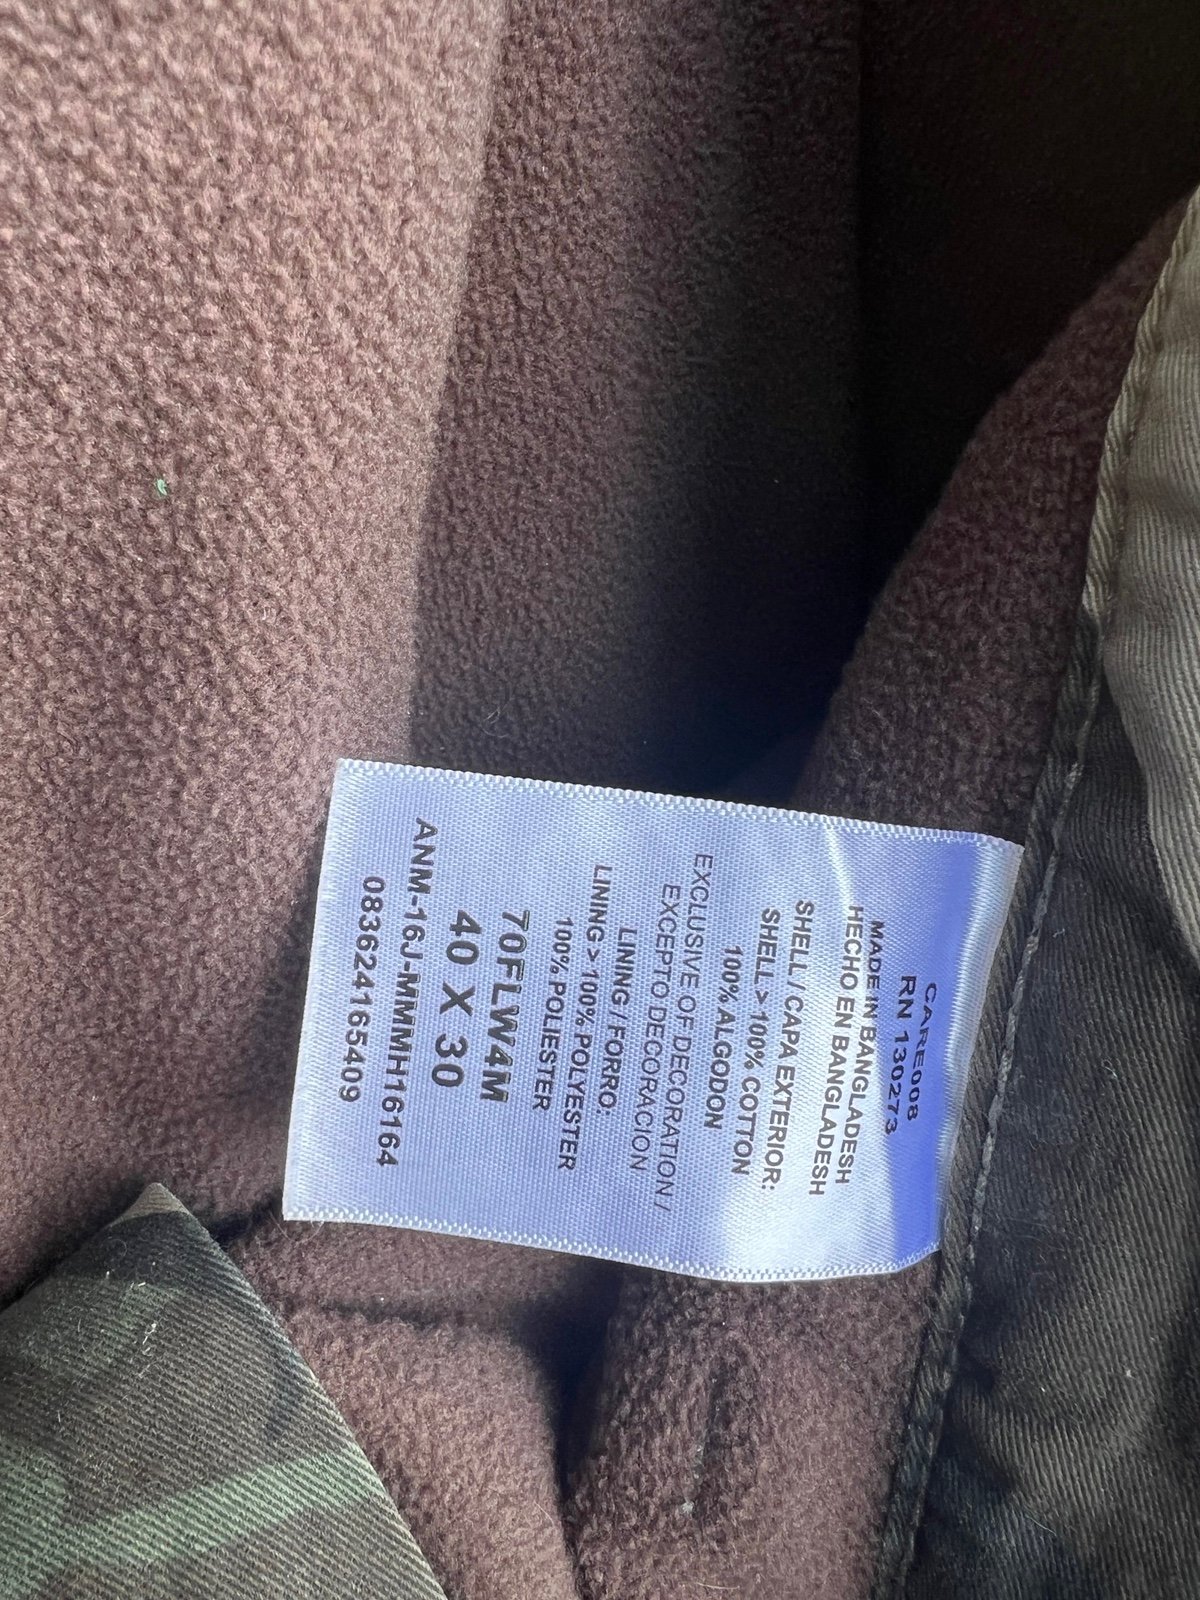 CARE008
RN 130273
MADE IN BANGLADESH
HECHO EN BANGLADESH
SHELL / CAPA EXTERIOR:
SHELL > 100% COTTON
100% ALGODON
EXCLUSIVE OF DECORATION /
EXCEPTO DECORACION
LINING / FORRO:
LINING > 100% POLYESTER
100% POLIESTER
70FLW4M
40 X 30
ANM-16J-MMMH16164
083624165409